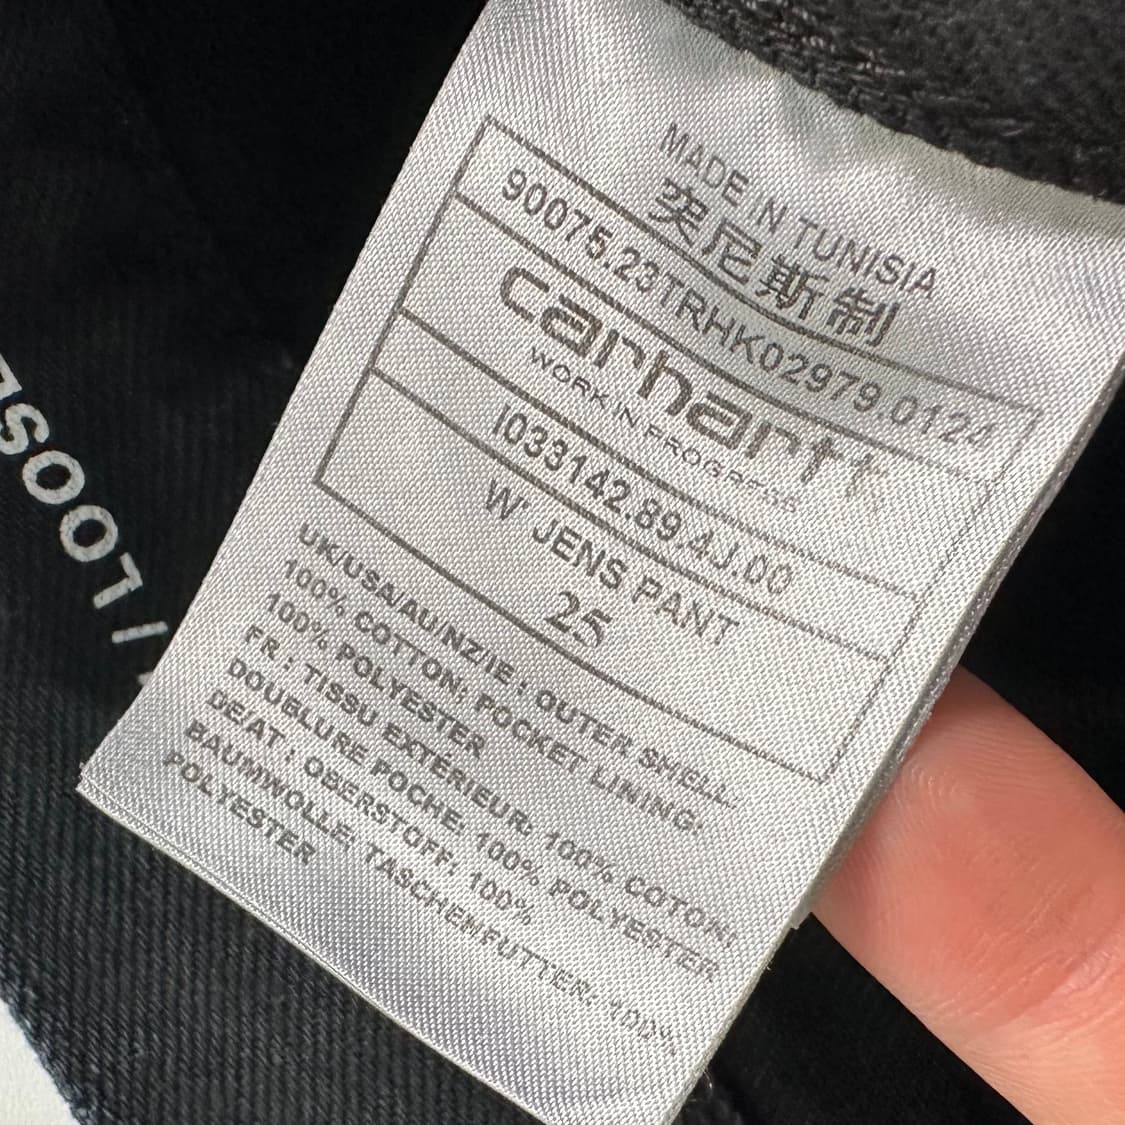 MADE IN TUNISIA
突尼斯制
90075.23TRHK02979.0124
carhartt
WORK IN PROGRESS
I033142.89.4J.00
W' JENS PANT
25
UK/USA/AU/NZ/IE : OUTER SHELL:
100% COTTON; POCKET LINING:
100% POLYESTER
FR : TISSU EXTÉRIEUR: 100% COTON;
DOUBLURE POCHE: 100% POLYESTER
DE/AT : OBERSTOFF: 100%
BAUMWOLLE; TASCHENFUTTER: 100%
POLYESTER
/ LOOSE